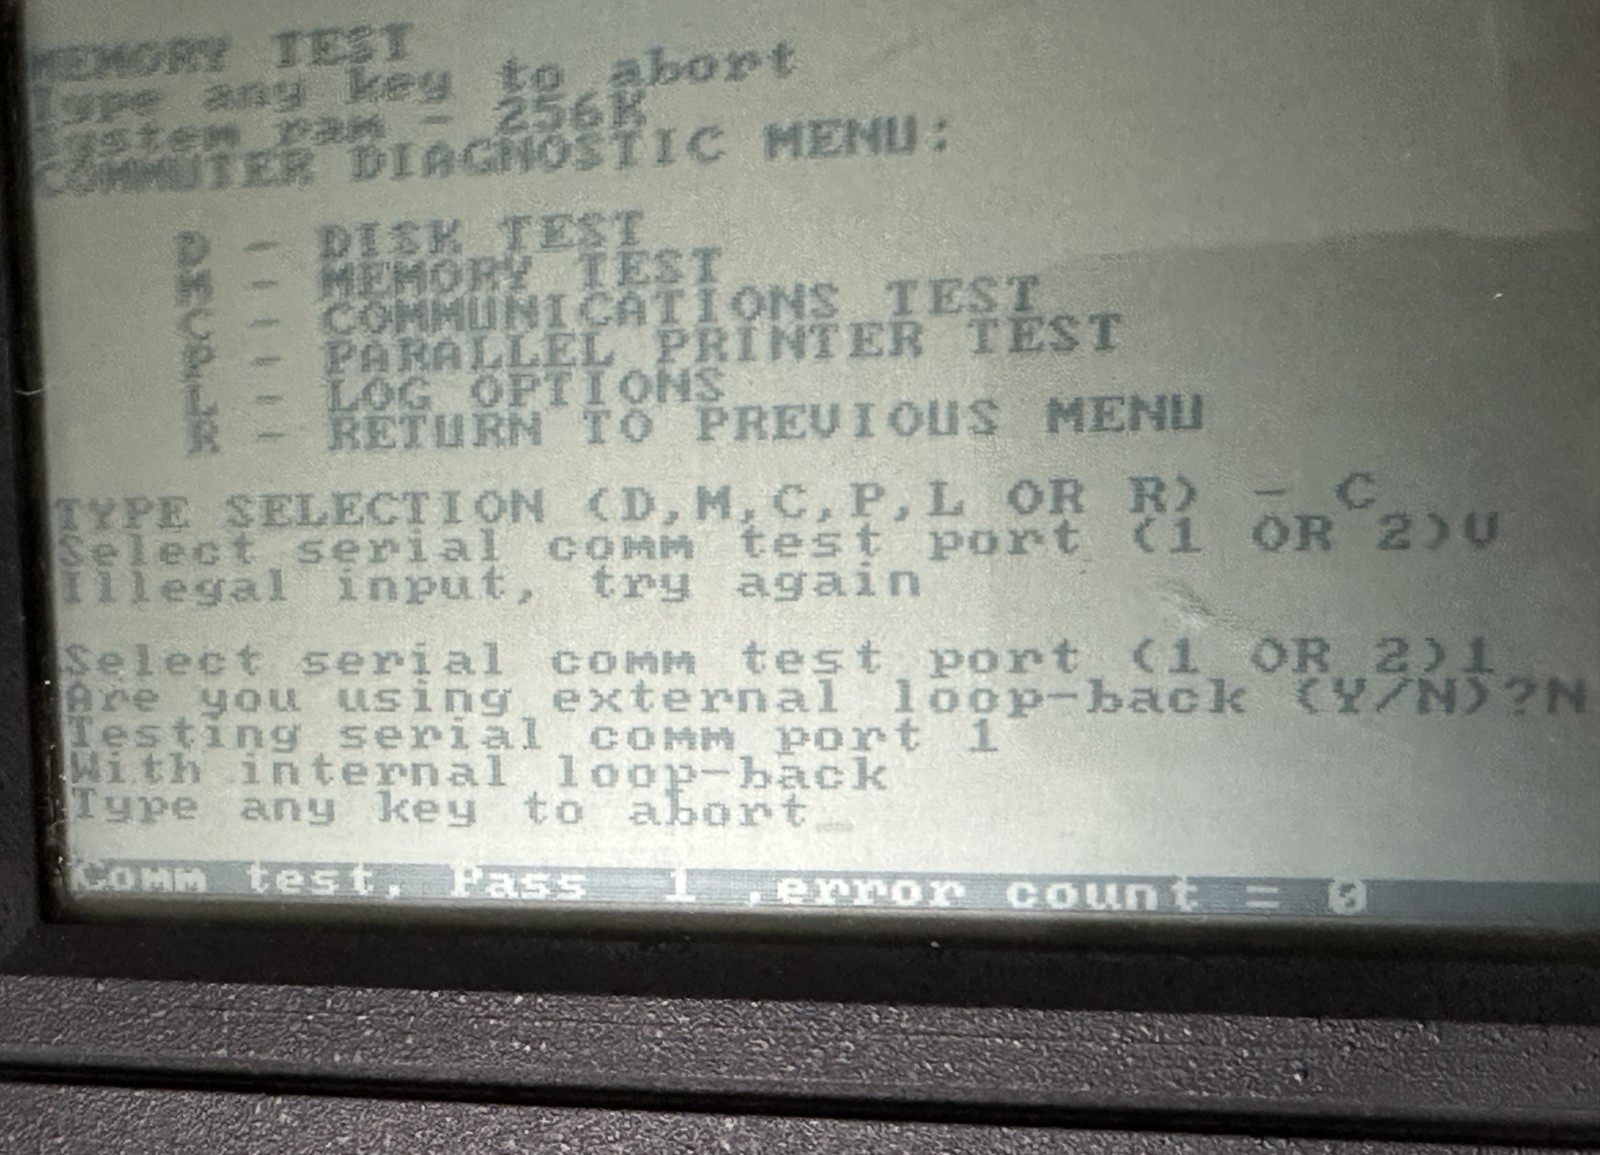 MEMORY TEST
Type any key to abort
System ram - 256K
COMMUTER DIAGNOSTIC MENU:
D - DISK TEST
M - MEMORY TEST
C - COMMUNICATIONS TEST
P - PARALLEL PRINTER TEST
L - LOG OPTIONS
R - RETURN TO PREVIOUS MENU
TYPE SELECTION (D,M,C,P,L OR R) - C
Select serial comm test port (1 OR 2)V
Illegal input, try again
Select serial comm test port (1 OR 2)1
Are you using external loop-back (Y/N)?N
Testing serial comm port 1
With internal loop-back
Type any key to abort_
Comm test. Pass 1 ,error count = 0